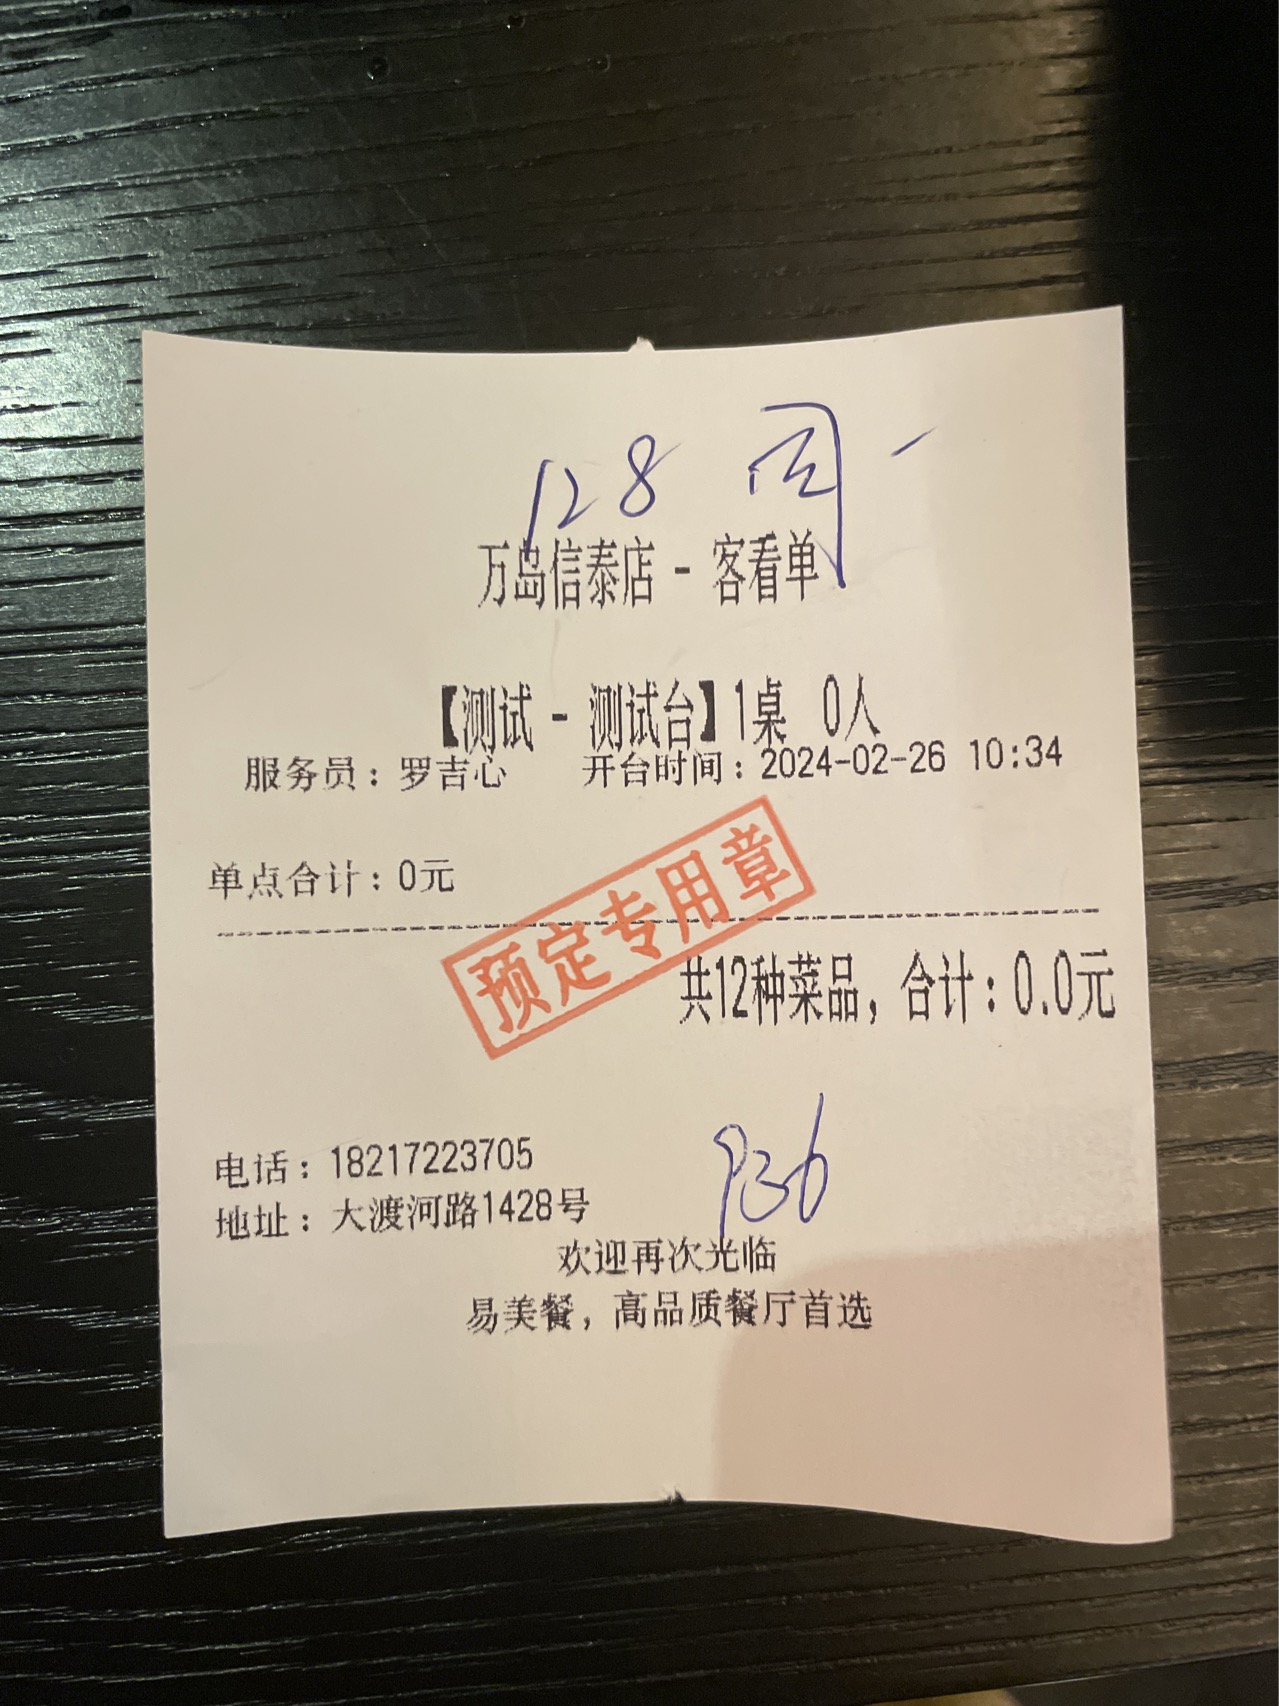 128
万岛信泰店 - 客看单
【测试 - 测试台】1桌 0人
服务员：罗吉心 开台时间：2024-02-26 10:34
单点合计：0元
预定专用章
共12种菜品，合计：0.0元
电话：18217223705
地址：大渡河路1428号
欢迎再次光临
易美餐，高品质餐厅首选